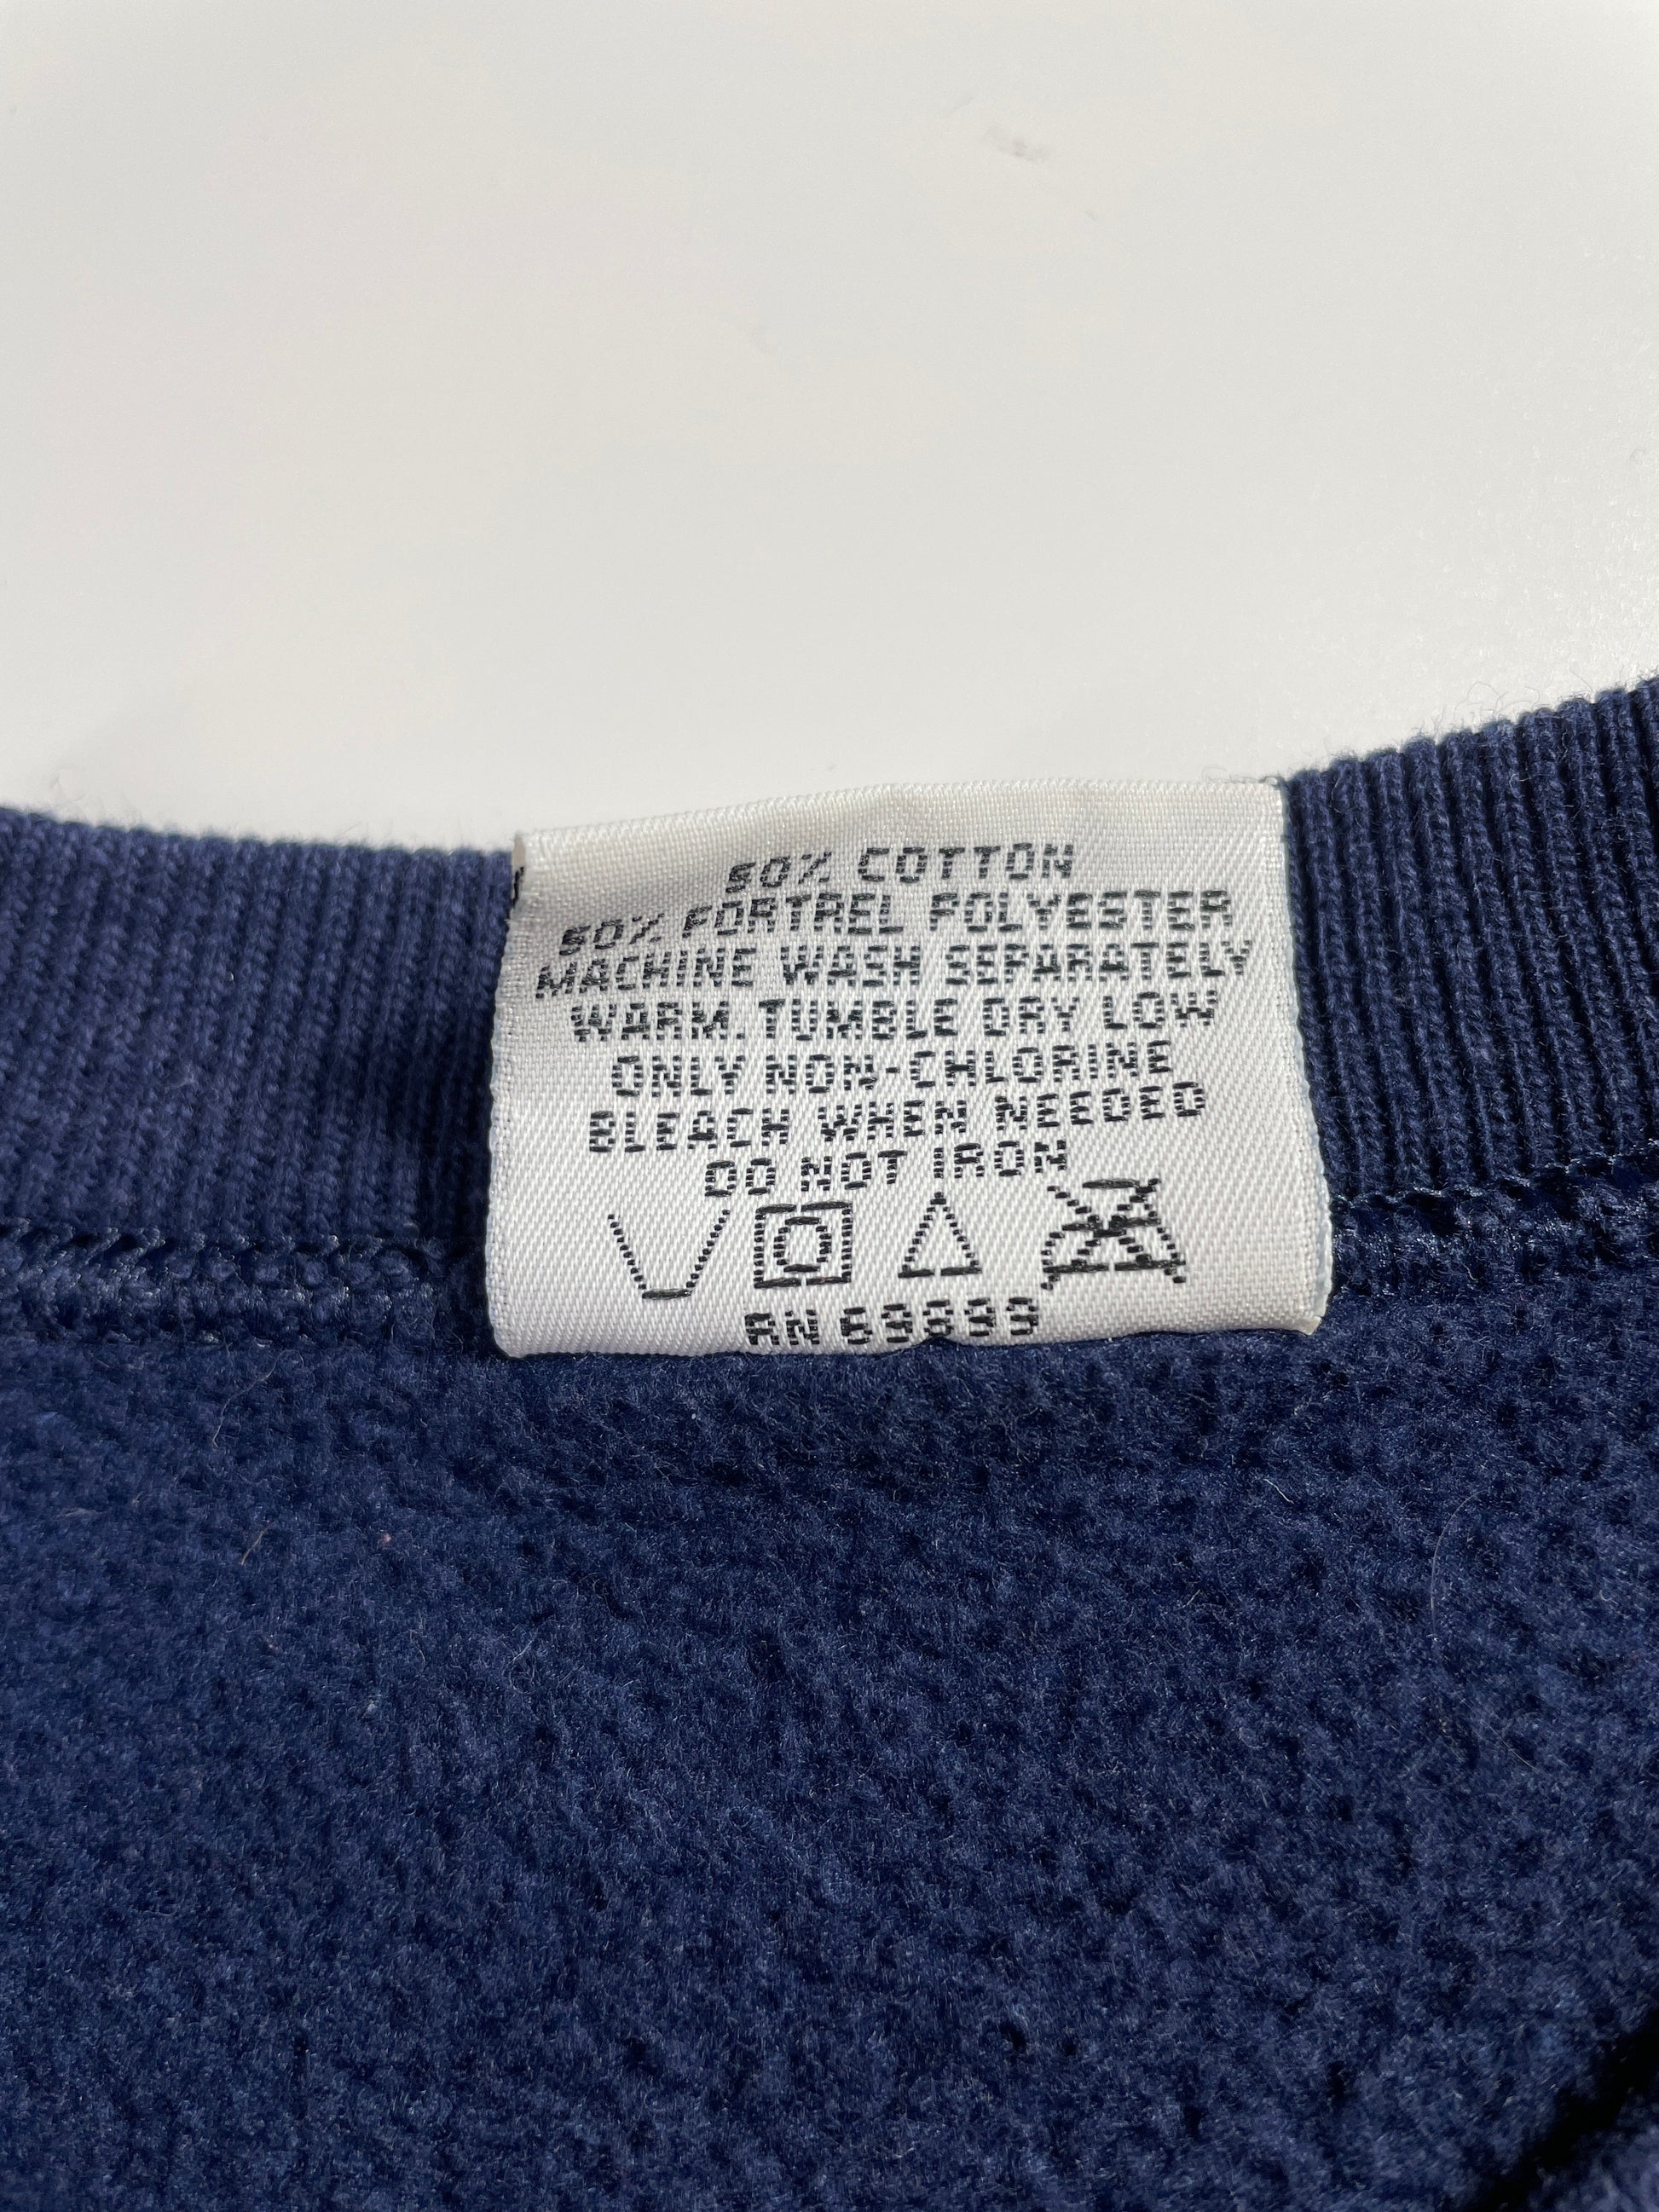 50% COTTON
50% FORTREL POLYESTER
MACHINE WASH SEPARATELY
WARM. TUMBLE DRY LOW
ONLY NON-CHLORINE
BLEACH WHEN NEEDED
DO NOT IRON
RN